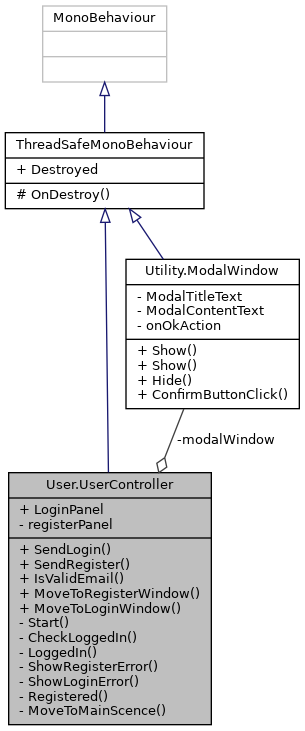 MonoBehaviour
ThreadSafeMonoBehaviour
+ Destroyed
# OnDestroy()
Utility.ModalWindow
- ModalTitleText
- ModalContentText
- onOkAction
+ Show()
+ Show()
+ Hide()
+ ConfirmButtonClick()
-modalWindow
User.UserController
+ LoginPanel
- registerPanel
+ SendLogin()
+ SendRegister()
+ IsValidEmail()
+ MoveToRegisterWindow()
+ MoveToLoginWindow()
- Start()
- CheckLoggedIn()
- LoggedIn()
- ShowRegisterError()
- ShowLoginError()
- Registered()
- MoveToMainScence()